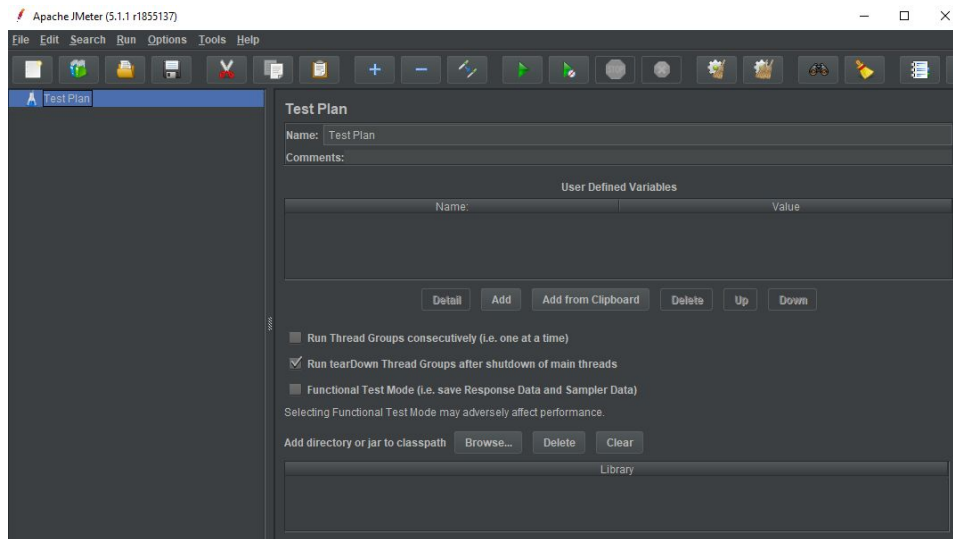 Apache JMeter (5.1.1 r1855137)
File Edit Search Run Options Tools Help
Test Plan
Test Plan
Name: Test Plan
Comments:
User Defined Variables
Name: Value
Detail Add Add from Clipboard Delete Up Down
Run Thread Groups consecutively (i.e. one at a time)
Run tearDown Thread Groups after shutdown of main threads
Functional Test Mode (i.e. save Response Data and Sampler Data)
Selecting Functional Test Mode may adversely affect performance.
Add directory or jar to classpath Browse... Delete Clear
Library